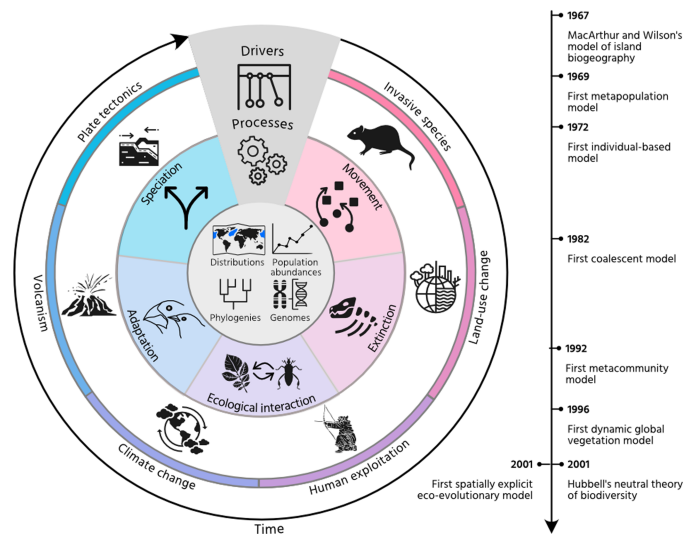 Drivers
Processes
Plate tectonics
Invasive species
Speciation
Movement
Distributions
Population
abundances
Phylogenies
Genomes
Volcanism
Land-use change
Adaptation
Extinction
Ecological interaction
Climate change
Human exploitation
Time
1967
MacArthur and Wilson's
model of island
biogeography
1969
First metapopulation
model
1972
First individual-based
model
1982
First coalescent model
1992
First metacommunity
model
1996
First dynamic global
vegetation model
2001
First spatially explicit
eco-evolutionary model
2001
Hubbell's neutral theory
of biodiversity